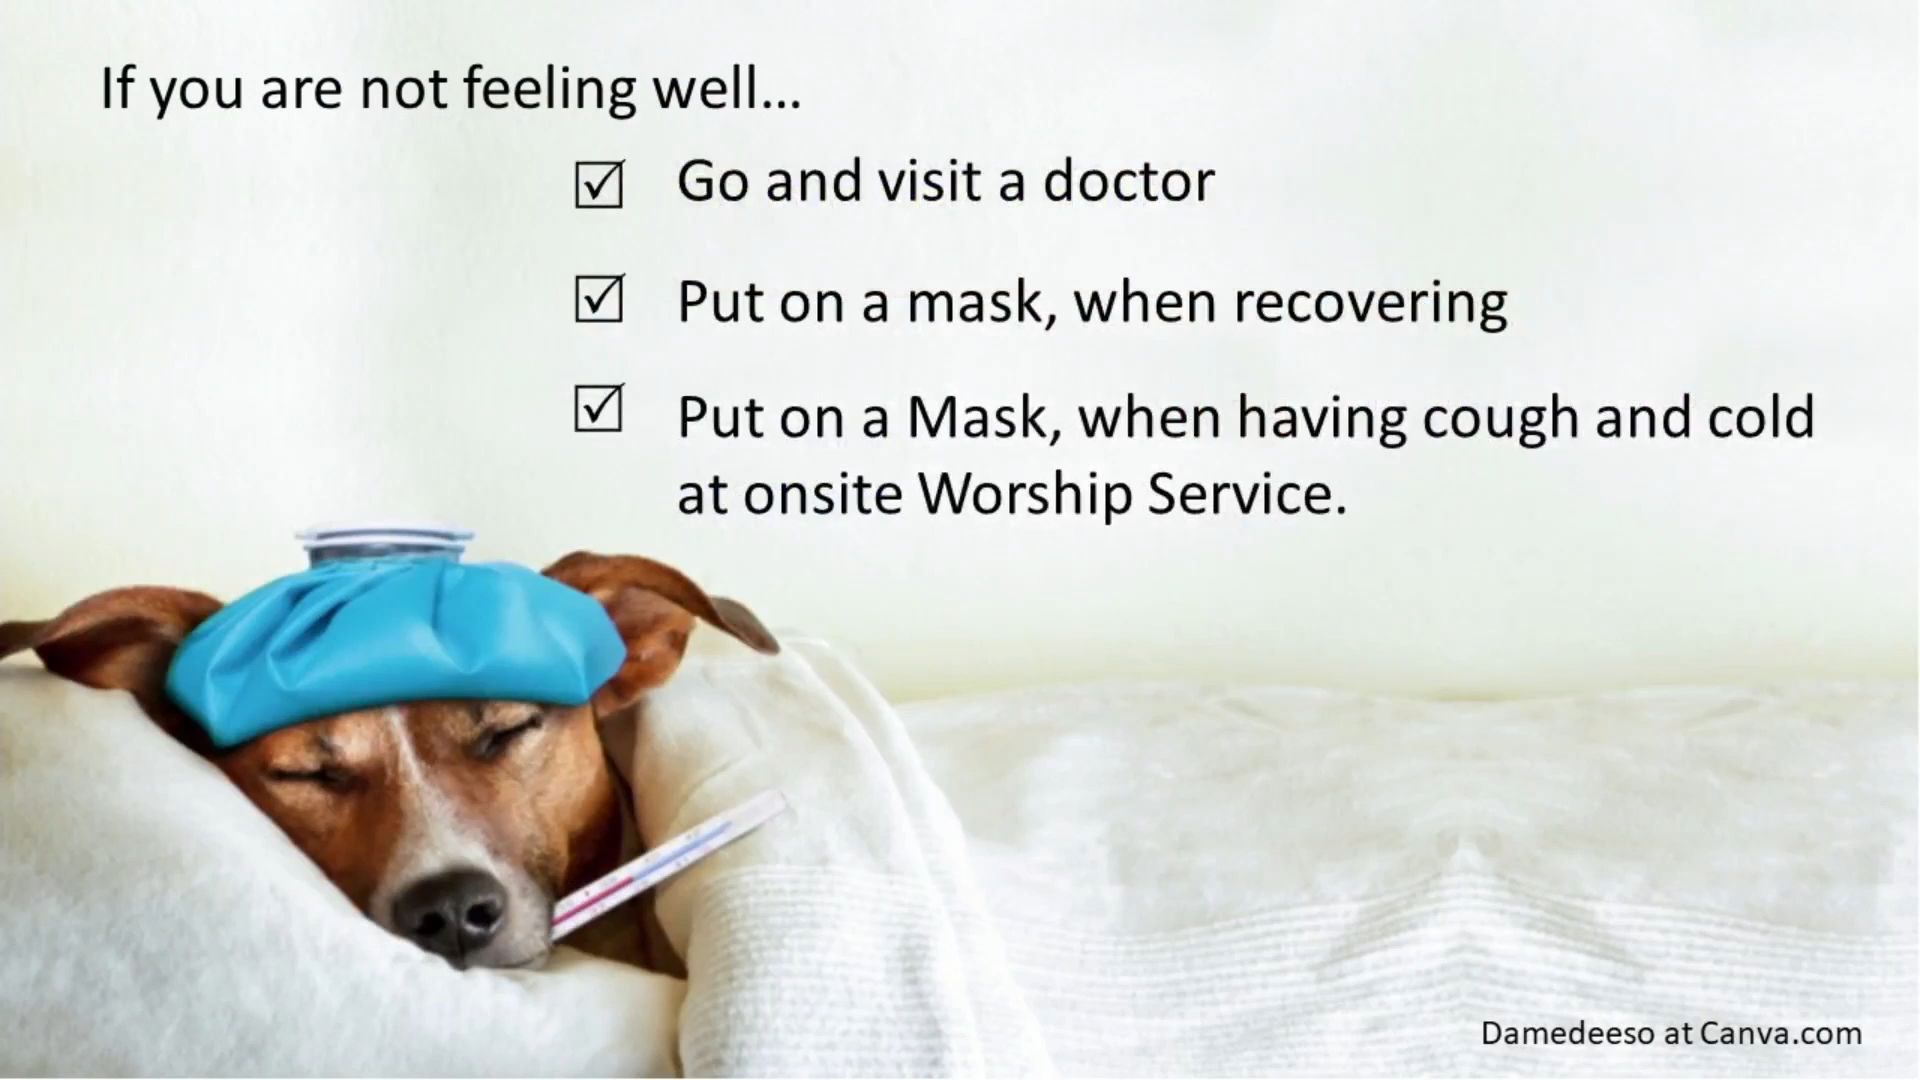 If you are not feeling well...
☑ Go and visit a doctor
☑ Put on a mask, when recovering
☑ Put on a Mask, when having cough and cold
at onsite Worship Service.
Damedeeso at Canva.com